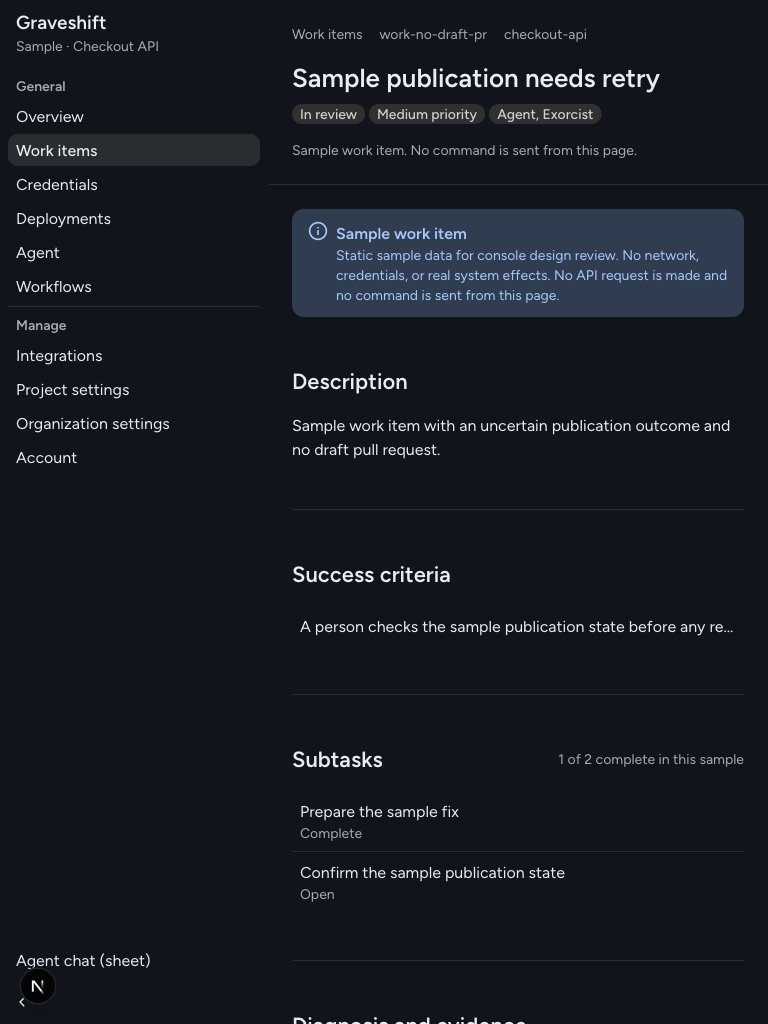 Graveshift
Sample · Checkout API
General
Overview
Work items
Credentials
Deployments
Agent
Workflows
Manage
Integrations
Project settings
Organization settings
Account
Agent chat (sheet)
N
Work items work-no-draft-pr checkout-api
Sample publication needs retry
In review Medium priority Agent, Exorcist
Sample work item. No command is sent from this page.
Sample work item
Static sample data for console design review. No network,
credentials, or real system effects. No API request is made and
no command is sent from this page.
Description
Sample work item with an uncertain publication outcome and
no draft pull request.
Success criteria
A person checks the sample publication state before any re...
Subtasks 1 of 2 complete in this sample
Prepare the sample fix
Complete
Confirm the sample publication state
Open
Diagnosis and evidence